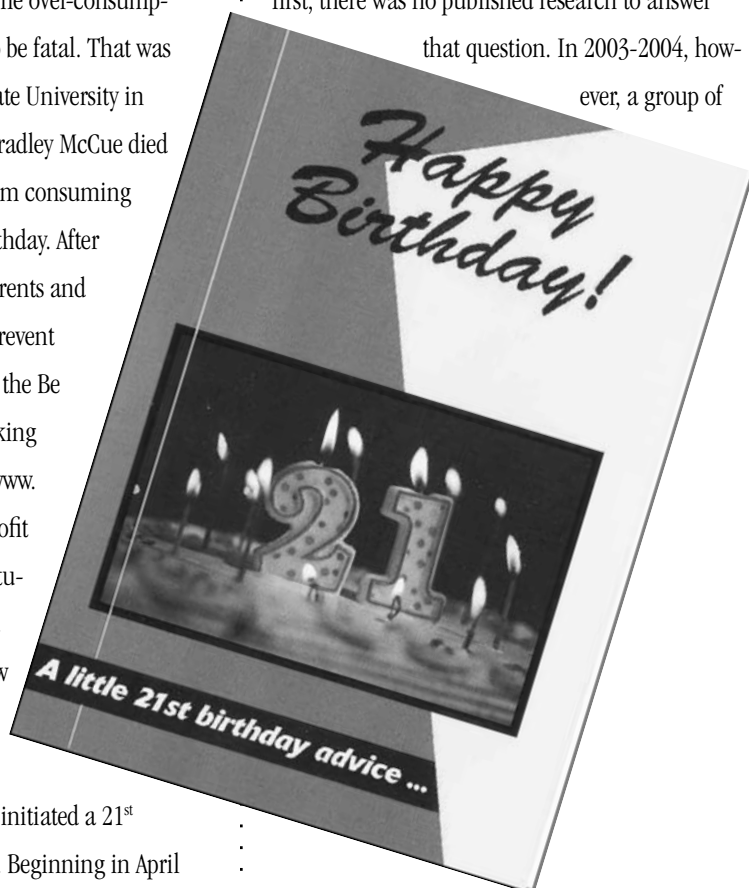 over-consump-
be fatal. That was
ate University in
radley McCue died
m consuming
thday. After
rents and
revent
the Be
king
ww.
ofit
tu-
w
initiated a 21st
Beginning in April
first, there was no published research to answer
that question. In 2003-2004, how-
ever, a group of
Happy
Birthday!
21
A little 21st birthday advice ...